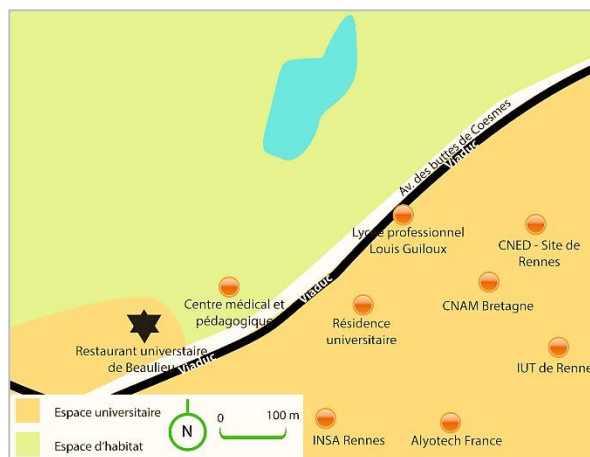 Av. des buttes de Coesmes
Viaduc
Lycée professionnel
Louis Guiloux
CNED - Site de
Rennes
Centre médical et
pédagogique
Viaduc
Résidence
universitaire
CNAM Bretagne
Restaurant universtaire
de Beaulieu
Viaduc
IUT de Renne
Espace universitaire
Espace d'habitat
N
0 100 m
INSA Rennes
Alyotech France